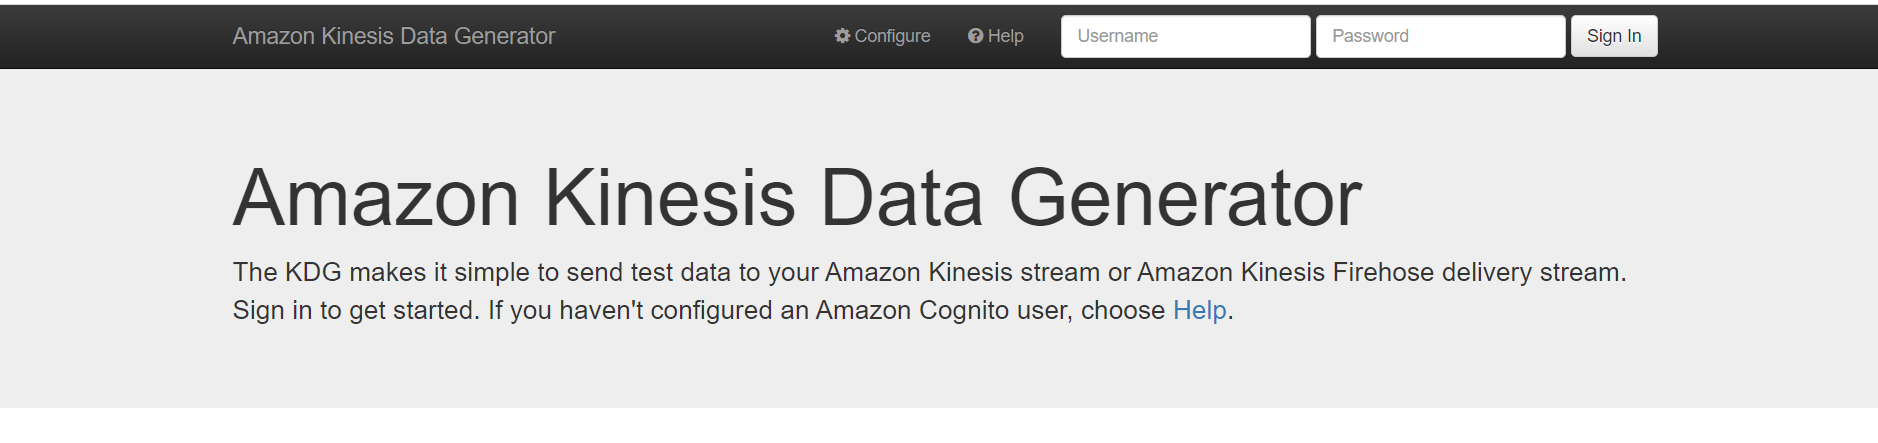 Amazon Kinesis Data Generator
Configure
Help
Username
Password
Sign In
Amazon Kinesis Data Generator
The KDG makes it simple to send test data to your Amazon Kinesis stream or Amazon Kinesis Firehose delivery stream.
Sign in to get started. If you haven't configured an Amazon Cognito user, choose Help.